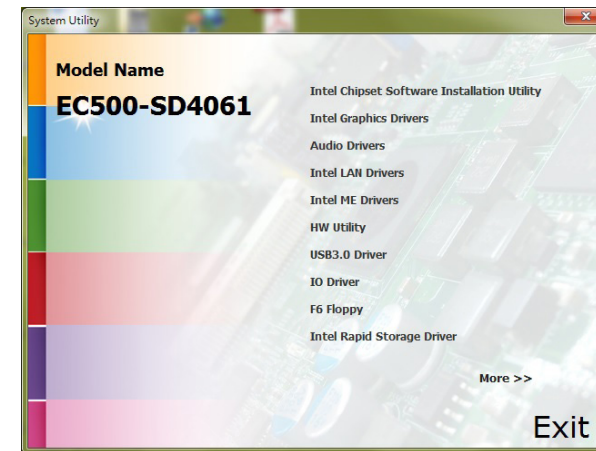 System Utility
Model Name
EC500-SD4061
Intel Chipset Software Installation Utility
Intel Graphics Drivers
Audio Drivers
Intel LAN Drivers
Intel ME Drivers
HW Utility
USB3.0 Driver
IO Driver
F6 Floppy
Intel Rapid Storage Driver
More >>
Exit